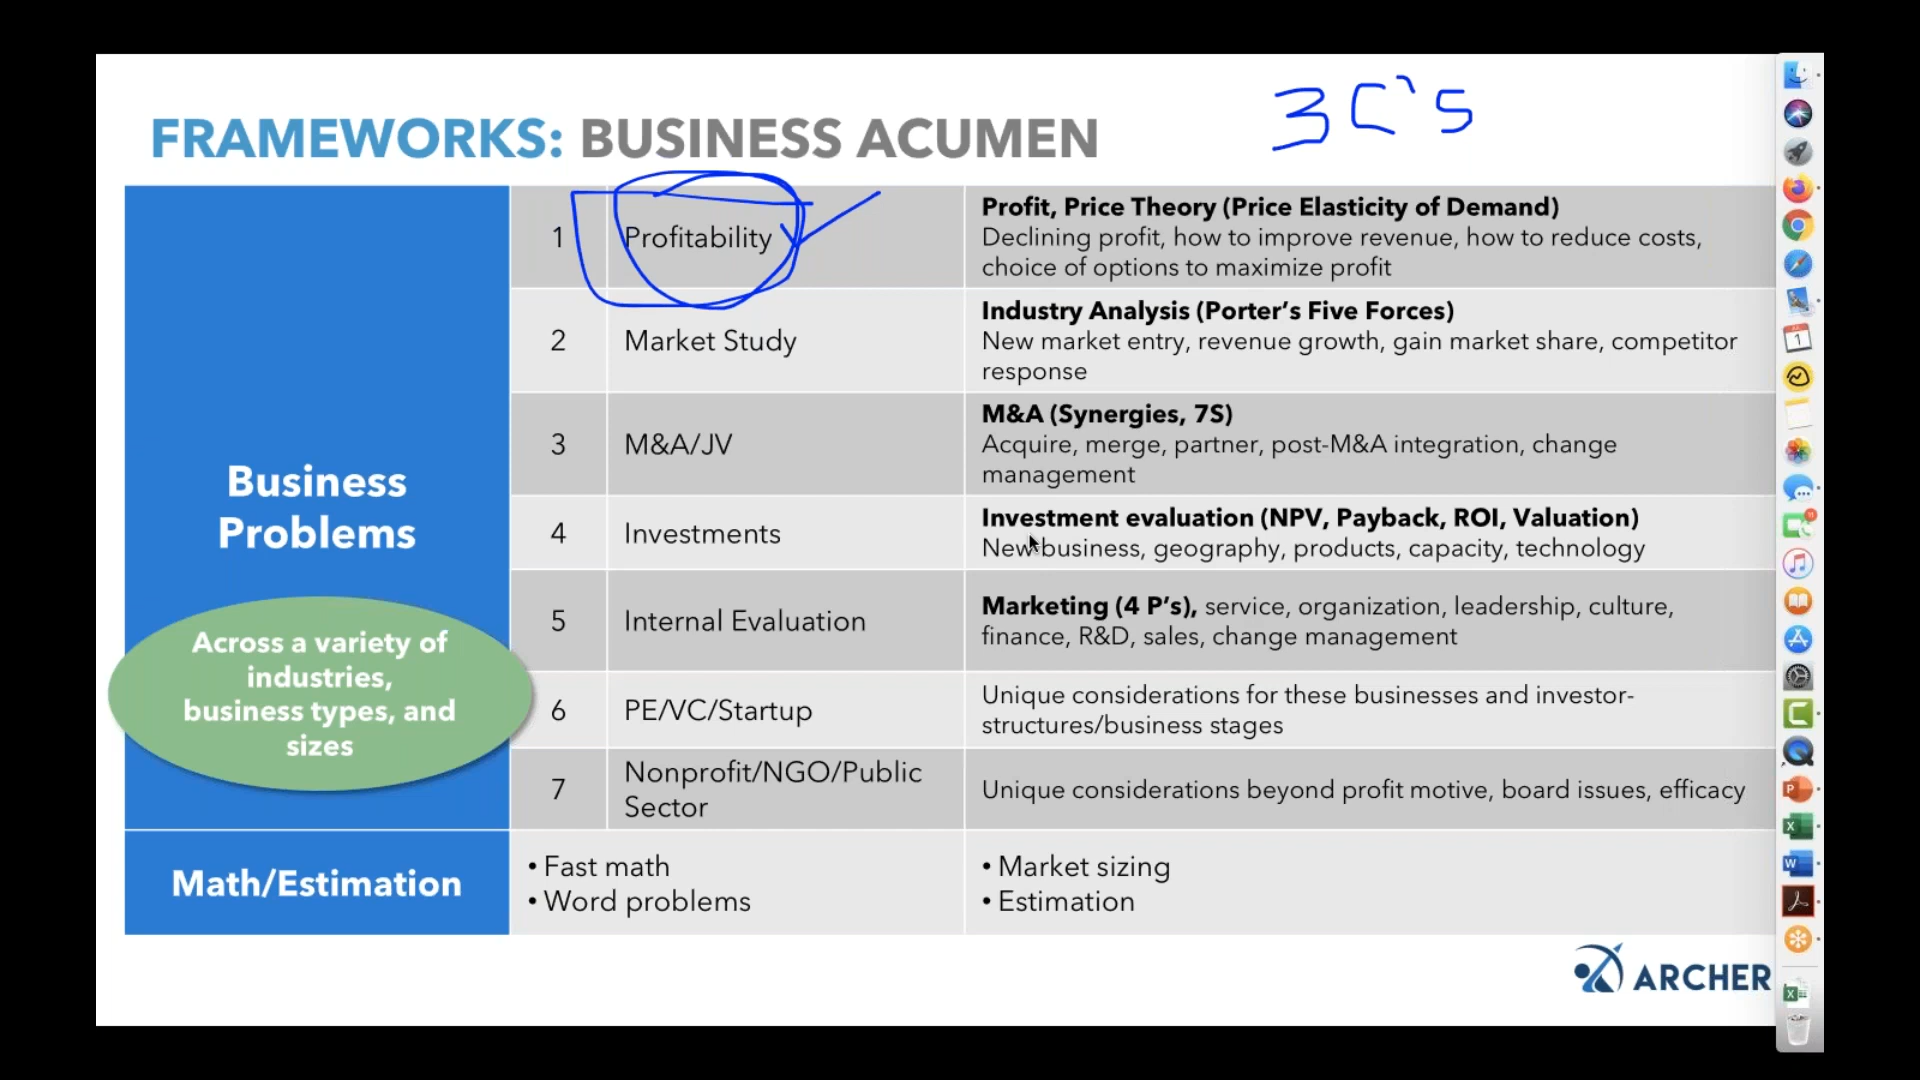 3 C's
FRAMEWORKS: BUSINESS ACUMEN
Business
Problems
Across a variety of
industries,
business types, and
sizes
1
Profitability
Profit, Price Theory (Price Elasticity of Demand)
Declining profit, how to improve revenue, how to reduce costs,
choice of options to maximize profit
2
Market Study
Industry Analysis (Porter’s Five Forces)
New market entry, revenue growth, gain market share, competitor
response
3
M&A/JV
M&A (Synergies, 7S)
Acquire, merge, partner, post-M&A integration, change
management
4
Investments
Investment evaluation (NPV, Payback, ROI, Valuation)
New business, geography, products, capacity, technology
5
Internal Evaluation
Marketing (4 P’s), service, organization, leadership, culture,
finance, R&D, sales, change management
6
PE/VC/Startup
Unique considerations for these businesses and investor-
structures/business stages
7
Nonprofit/NGO/Public
Sector
Unique considerations beyond profit motive, board issues, efficacy
Math/Estimation
• Fast math
• Word problems
• Market sizing
• Estimation
ARCHER
1